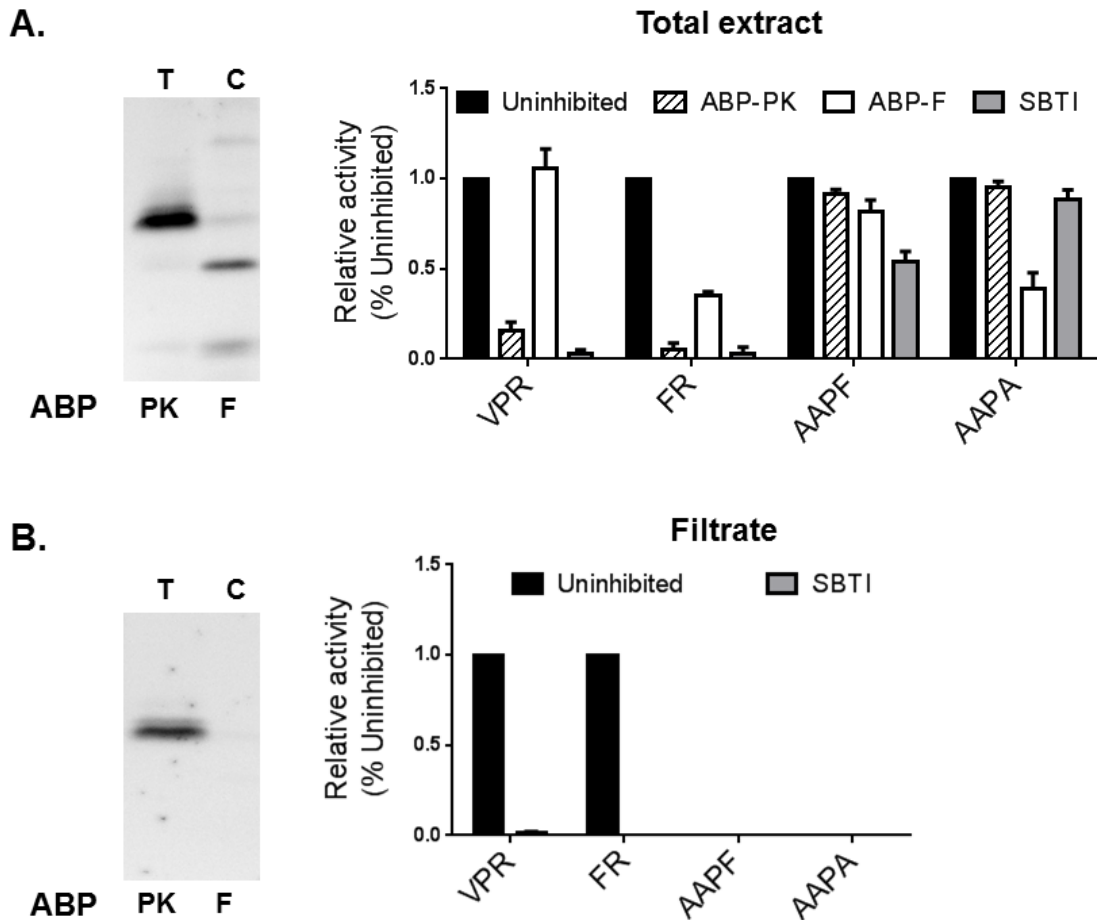 A.
Total extract
T C
ABP PK F
1.5
1.0
0.5
0.0
Relative activity
(% Uninhibited)
Uninhibited ABP-PK ABP-F SBTI
VPR FR AAPF AAPA
B.
Filtrate
T C
ABP PK F
1.5
1.0
0.5
0.0
Relative activity
(% Uninhibited)
Uninhibited SBTI
VPR FR AAPF AAPA